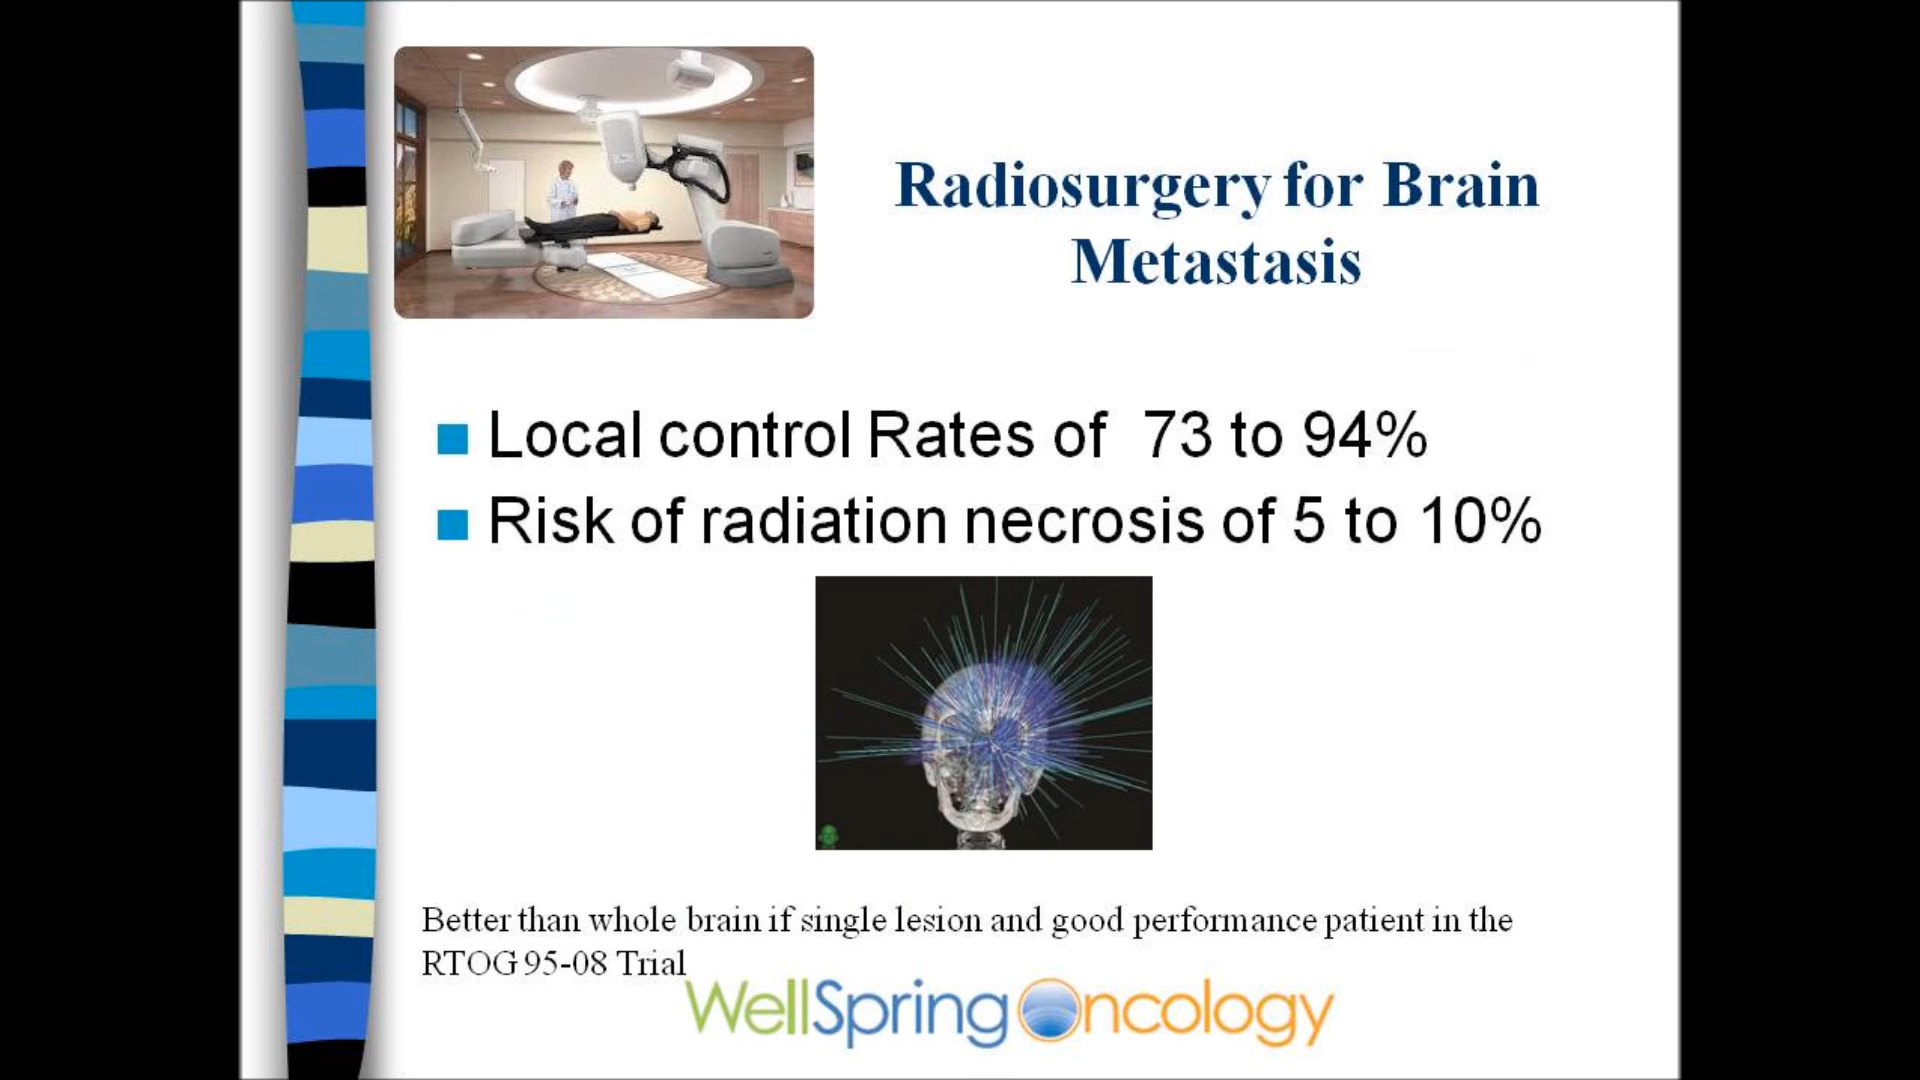 Radiosurgery for Brain
Metastasis
Local control Rates of 73 to 94%
Risk of radiation necrosis of 5 to 10%
Better than whole brain if single lesion and good performance patient in the
RTOG 95-08 Trial
WellSpring Oncology